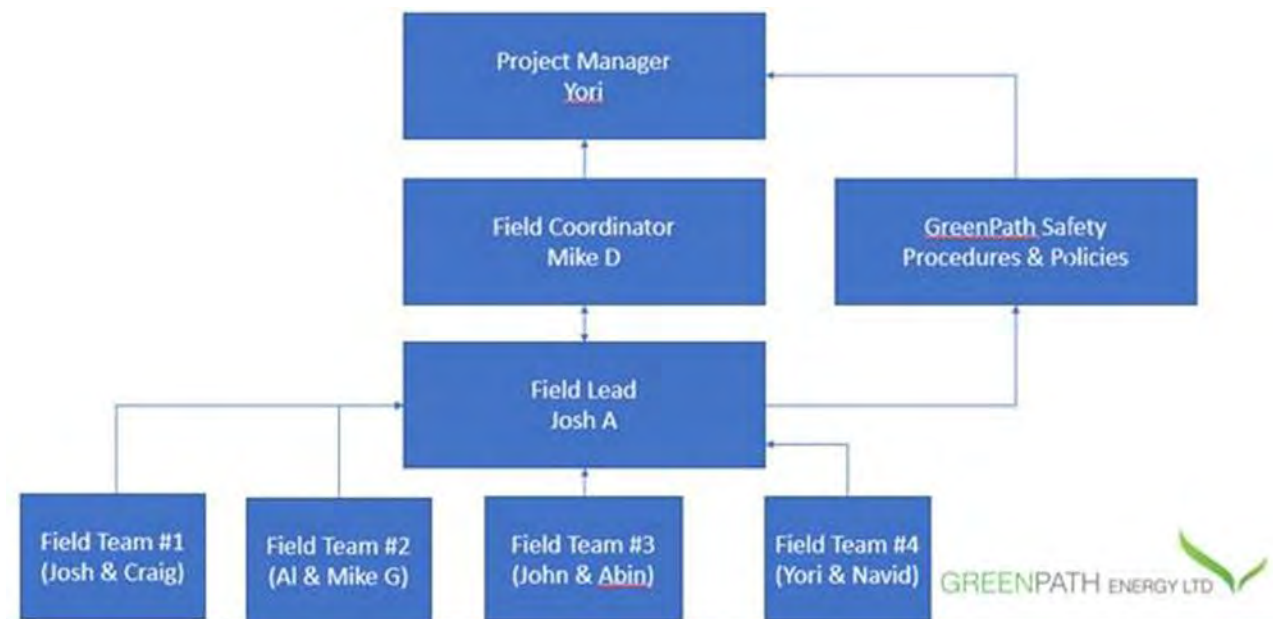 Project Manager
Yori
Field Coordinator
Mike D
GreenPath Safety
Procedures & Policies
Field Lead
Josh A
Field Team #1
(Josh & Craig)
Field Team #2
(Al & Mike G)
Field Team #3
(John & Abin)
Field Team #4
(Yori & Navid)
GREENPATH ENERGY LTD